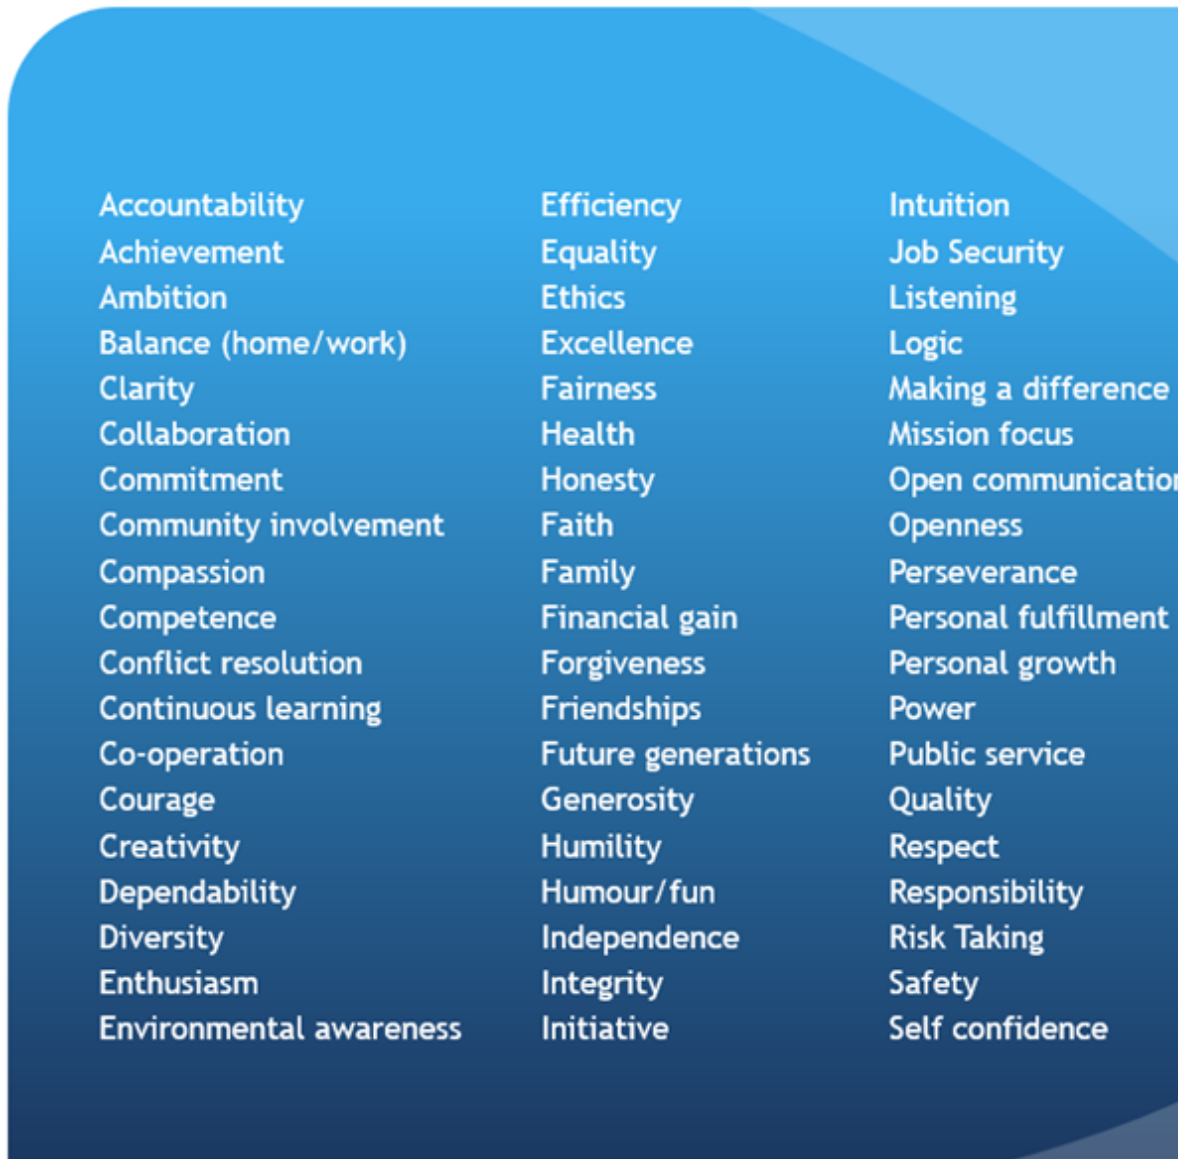 Accountability
Achievement
Ambition
Balance (home/work)
Clarity
Collaboration
Commitment
Community involvement
Compassion
Competence
Conflict resolution
Continuous learning
Co-operation
Courage
Creativity
Dependability
Diversity
Enthusiasm
Environmental awareness
Efficiency
Equality
Ethics
Excellence
Fairness
Health
Honesty
Faith
Family
Financial gain
Forgiveness
Friendships
Future generations
Generosity
Humility
Humour/fun
Independence
Integrity
Initiative
Intuition
Job Security
Listening
Logic
Making a difference
Mission focus
Open communication
Openness
Perseverance
Personal fulfillment
Personal growth
Power
Public service
Quality
Respect
Responsibility
Risk Taking
Safety
Self confidence